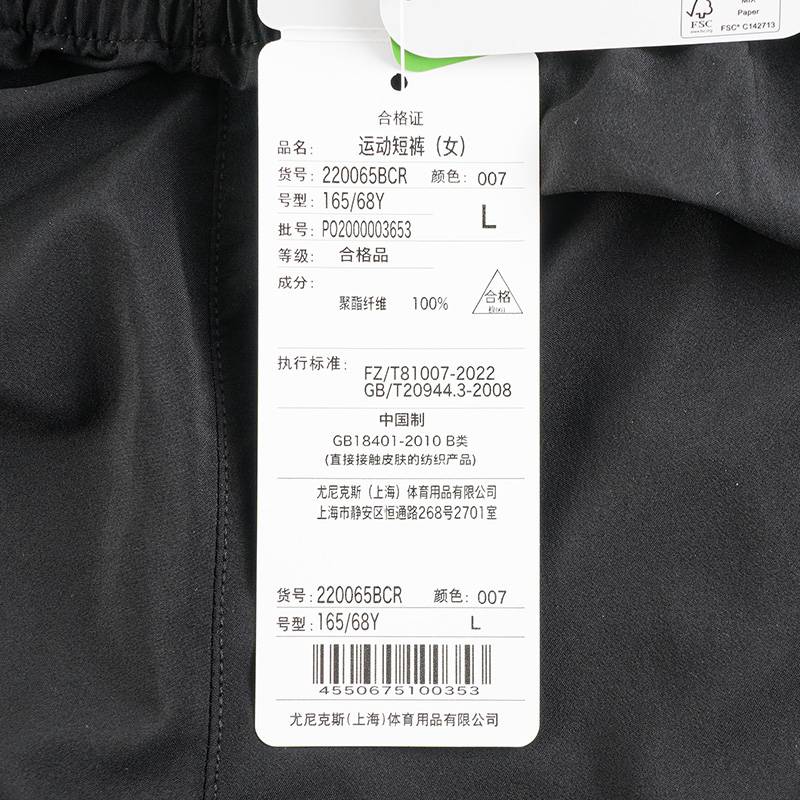 MIX
Paper
FSC
www.fsc.org
FSC® C142713
合格证
品名： 运动短裤（女）
货号：220065BCR 颜色：007
号型：165/68Y L
批号：PO2000003653
等级： 合格品
成分：
聚酯纤维 100%
合格
执行标准： FZ/T81007-2022
GB/T20944.3-2008
中国制
GB18401-2010 B类
(直接接触皮肤的纺织产品)
尤尼克斯（上海）体育用品有限公司
上海市静安区恒通路268号2701室
货号：220065BCR 颜色：007
号型：165/68Y L
4550675100353
尤尼克斯(上海)体育用品有限公司